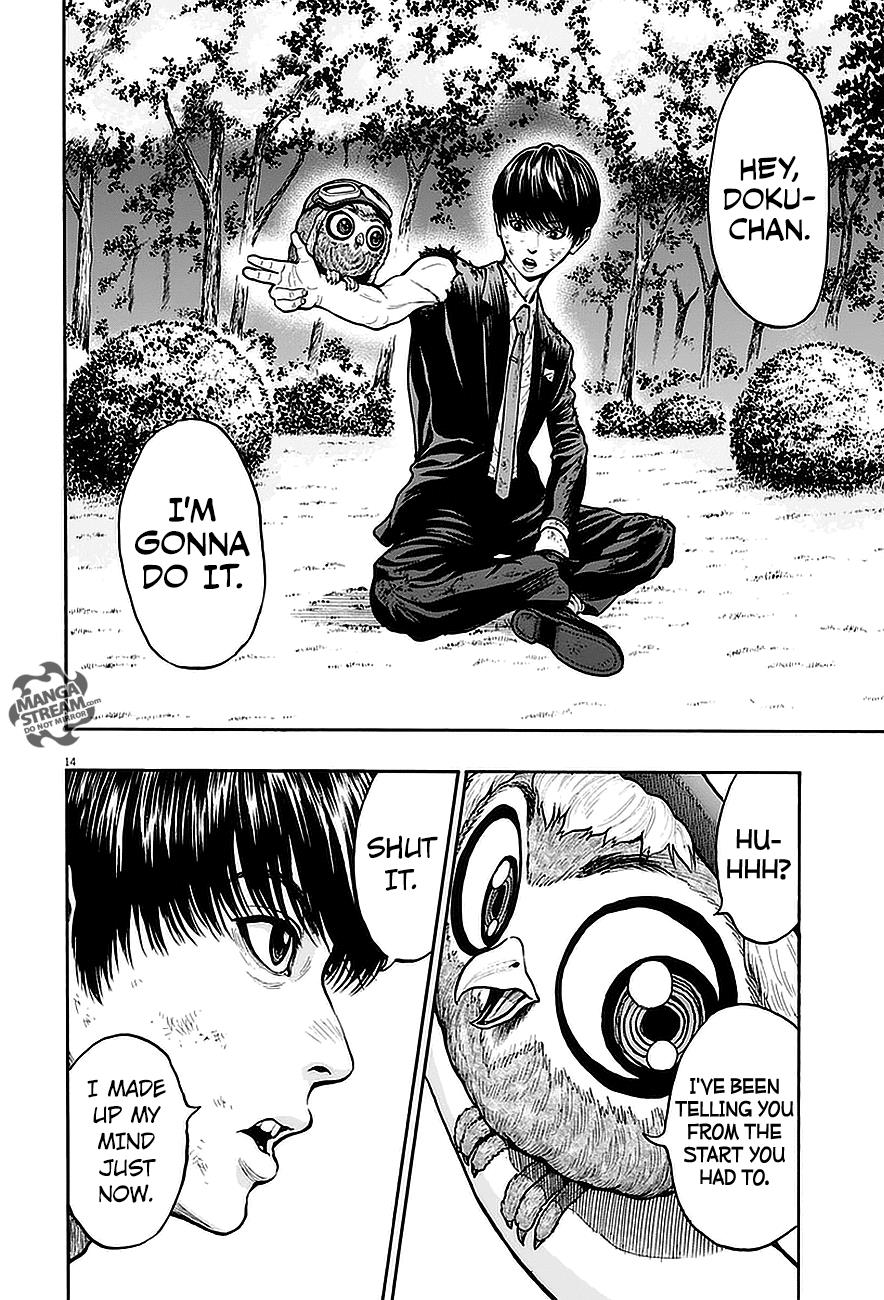 HEY,
DOKU-
CHAN.
I'M
GONNA
DO IT.
MANGA
STREAM.com
DO NOT MIRROR
14
HU-
HHH?
I'VE BEEN
TELLING YOU
FROM THE
START YOU
HAD TO.
SHUT
IT.
I MADE
UP MY
MIND
JUST
NOW.